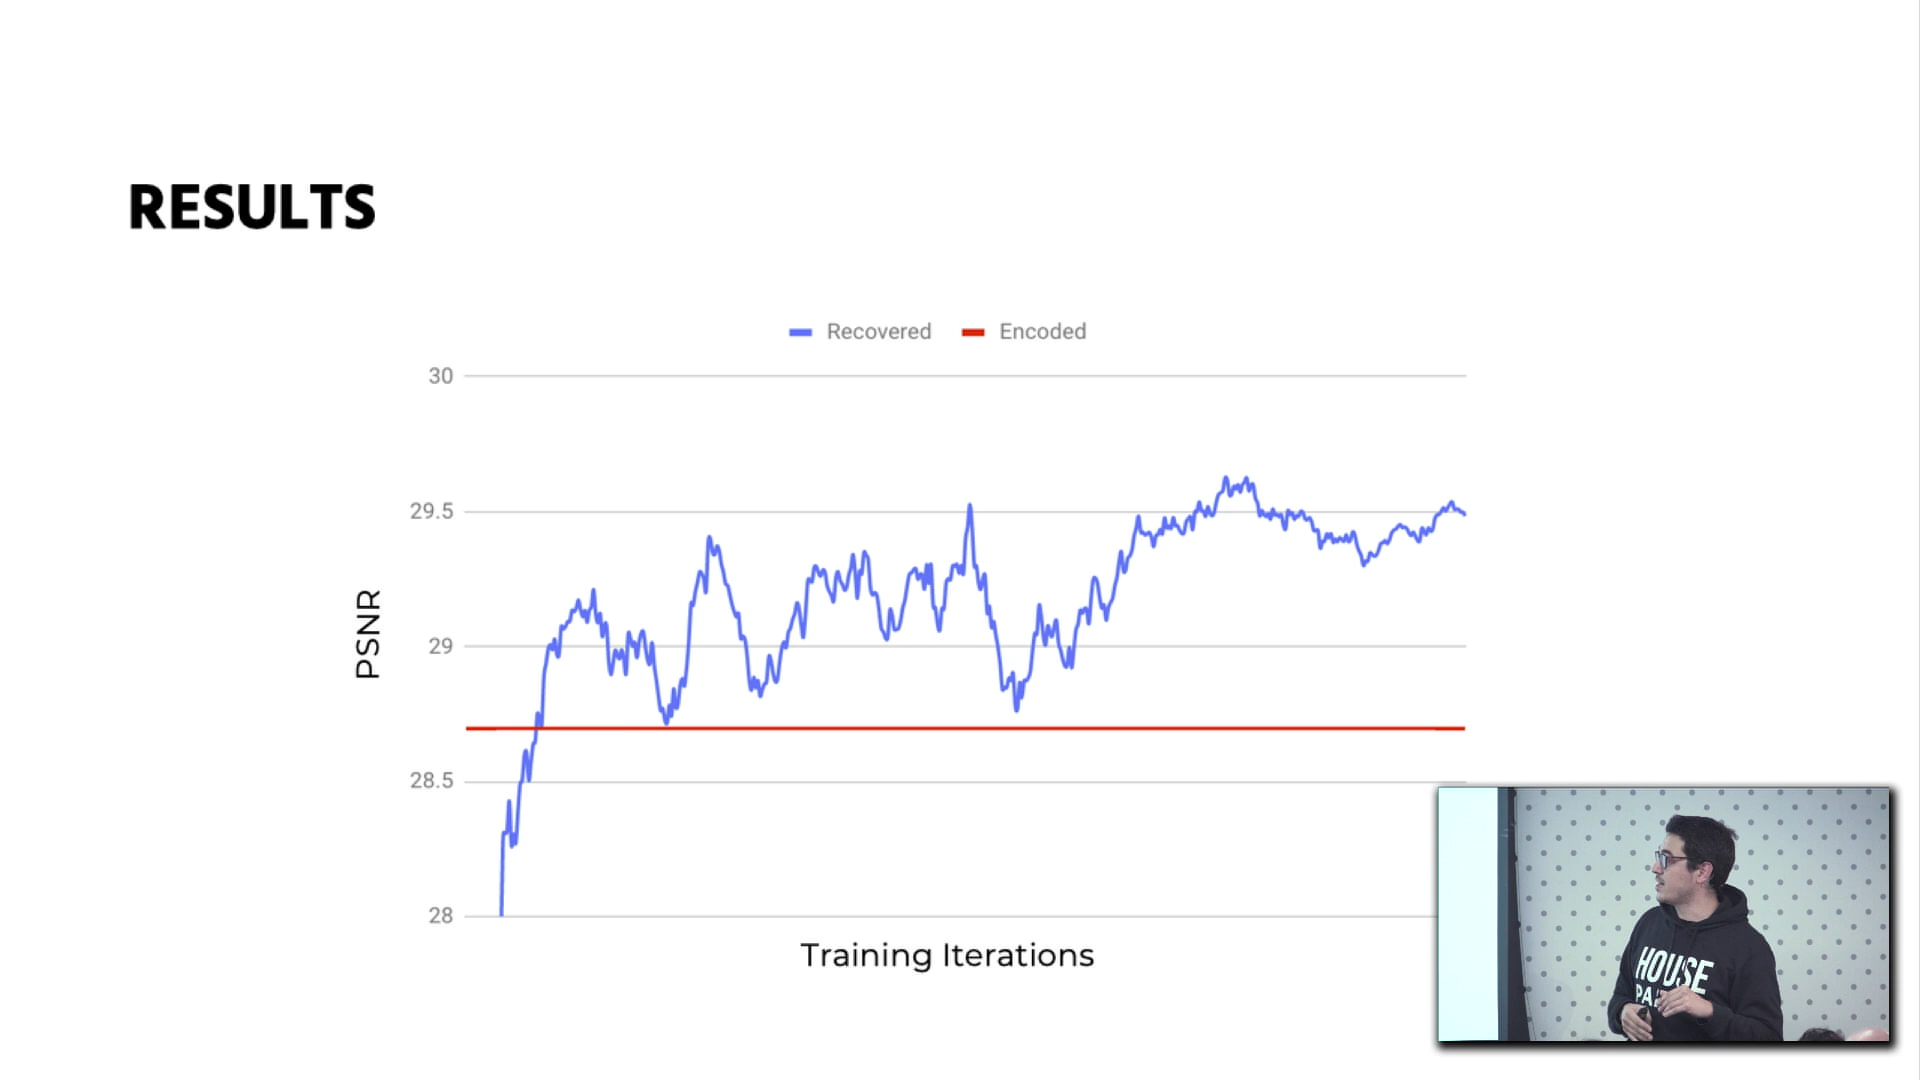 RESULTS
Recovered Encoded
30
29.5
29
28.5
28
PSNR
Training Iterations
HOUSE